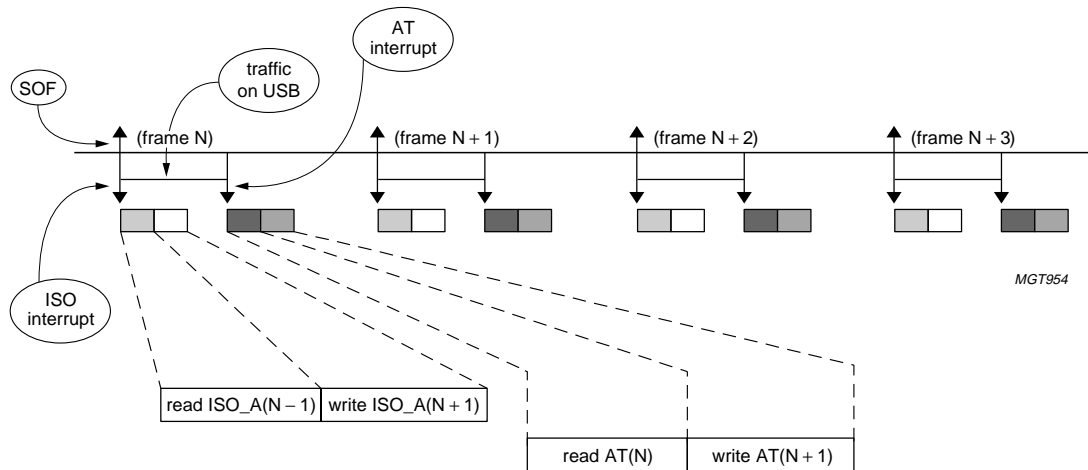 AT
interrupt
traffic
on USB
SOF
(frame N)
(frame N + 1)
(frame N + 2)
(frame N + 3)
MGT954
ISO
interrupt
read ISO_A(N − 1)
write ISO_A(N + 1)
read AT(N)
write AT(N + 1)